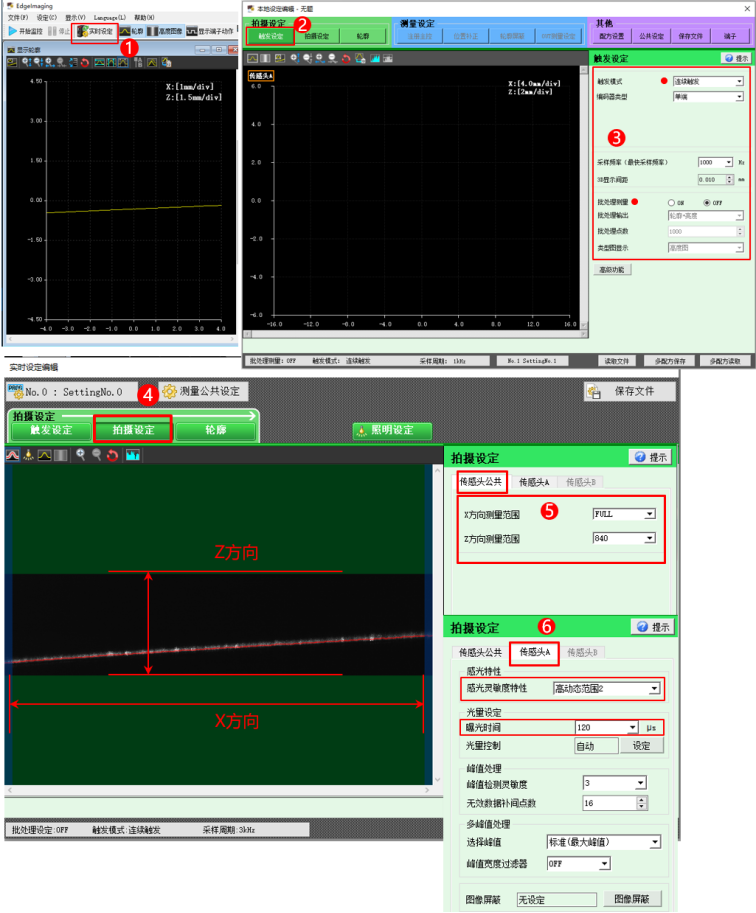 EdgeImaging
文件(F) 设定(C) 显示(V) Language(L) 帮助(H)
开始监控 停止 实时设定 轮廓 高度图像 显示端子动作
1
显示轮廓
X:[1mm/div]
Z:[1.5mm/div]
4.50
3.00
1.50
0.00
-1.50
-3.00
-4.50
-4.0 -3.0 -2.0 -1.0 0.0 1.0 2.0 3.0 4.0
本地设定编辑 - 无题
拍摄设定 2 测量设定 其他
触发设定 拍摄设定 轮廓 配方设置 公共设定 保存文件 端子
传感头A
X:[4.0mm/div]
Z:[2mm/div]
6.0
4.0
2.0
-0.0
-2.0
-4.0
-6.0
-16.0 -12.0 -8.0 -4.0 0.0 4.0 8.0 12.0 16.0
触发设定 提示
触发模式 连续触发
编码器类型 单端
3
采样频率（最快采样频率） 1000 Hz
3D显示间距 0.010 mm
批处理测量 ON OFF
批处理输出 轮廓+高度
批处理点数 1000
类型图显示 高度图
高级功能
批处理测量: OFF 触发模式: 连续触发 采样周期: 1kHz No.1 SettingNo.1 读取文件 多配方保存 多配方读取
实时设定编辑
No.0 : SettingNo.0 4 测量公共设定 保存文件
拍摄设定
触发设定 拍摄设定 轮廓 照明设定
Z方向
X方向
批处理设定:OFF 触发模式:连续触发 采样周期:3kHz
拍摄设定 提示
传感头公共 传感头A 传感头B
X方向测量范围 5 FULL
Z方向测量范围 840
拍摄设定 6 提示
传感头公共 传感头A 传感头B
感光特性
感光灵敏度特性 高动态范围2
光量设定
曝光时间 120 μs
光量控制 自动 设定
峰值处理
峰值检测灵敏度 3
无效数据补间点数 16
多峰值处理
选择峰值 标准(最大峰值)
峰值宽度过滤器 OFF
图像屏蔽 无设定 图像屏蔽